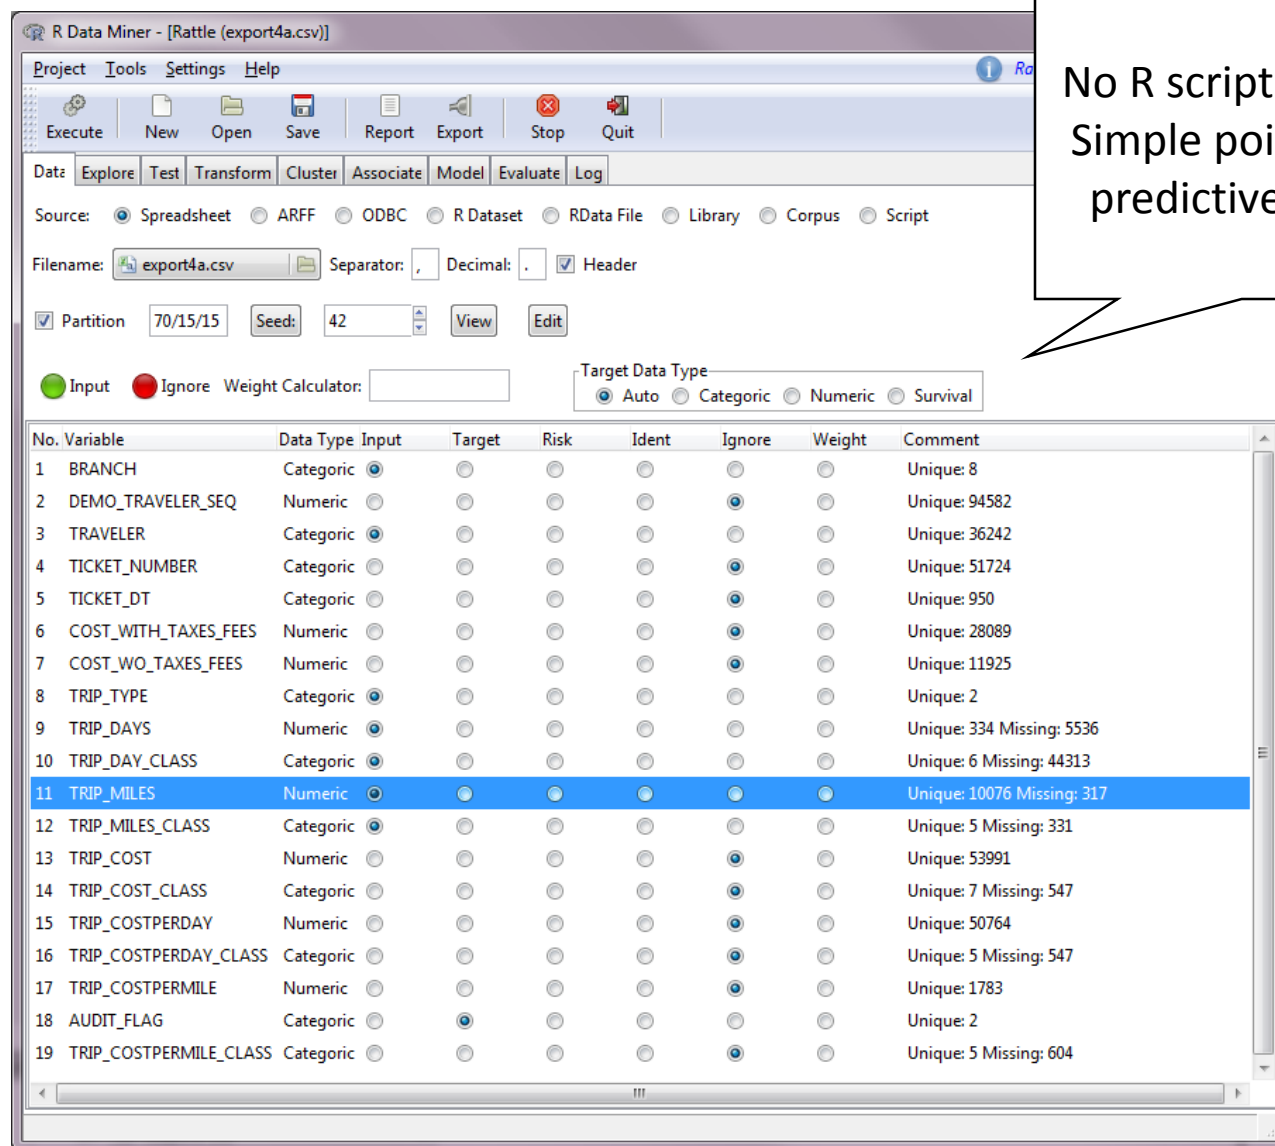 R Data Miner - [Rattle (export4a.csv)]
Project Tools Settings Help
No R script
Simple poi
predictive
Execute New Open Save Report Export Stop Quit
Data Explore Test Transform Cluster Associate Model Evaluate Log
Source: Spreadsheet ARFF ODBC R Dataset RData File Library Corpus Script
Filename: export4a.csv Separator: , Decimal: . Header
Partition 70/15/15 Seed: 42 View Edit
Target Data Type
Input Ignore Weight Calculator: Auto Categoric Numeric Survival
No. Variable Data Type Input Target Risk Ident Ignore Weight Comment
1 BRANCH Categoric Unique: 8
2 DEMO_TRAVELER_SEQ Numeric Unique: 94582
3 TRAVELER Categoric Unique: 36242
4 TICKET_NUMBER Categoric Unique: 51724
5 TICKET_DT Categoric Unique: 950
6 COST_WITH_TAXES_FEES Numeric Unique: 28089
7 COST_WO_TAXES_FEES Numeric Unique: 11925
8 TRIP_TYPE Categoric Unique: 2
9 TRIP_DAYS Numeric Unique: 334 Missing: 5536
10 TRIP_DAY_CLASS Categoric Unique: 6 Missing: 44313
11 TRIP_MILES Numeric Unique: 10076 Missing: 317
12 TRIP_MILES_CLASS Categoric Unique: 5 Missing: 331
13 TRIP_COST Numeric Unique: 53991
14 TRIP_COST_CLASS Categoric Unique: 7 Missing: 547
15 TRIP_COSTPERDAY Numeric Unique: 50764
16 TRIP_COSTPERDAY_CLASS Categoric Unique: 5 Missing: 547
17 TRIP_COSTPERMILE Numeric Unique: 1783
18 AUDIT_FLAG Categoric Unique: 2
19 TRIP_COSTPERMILE_CLASS Categoric Unique: 5 Missing: 604